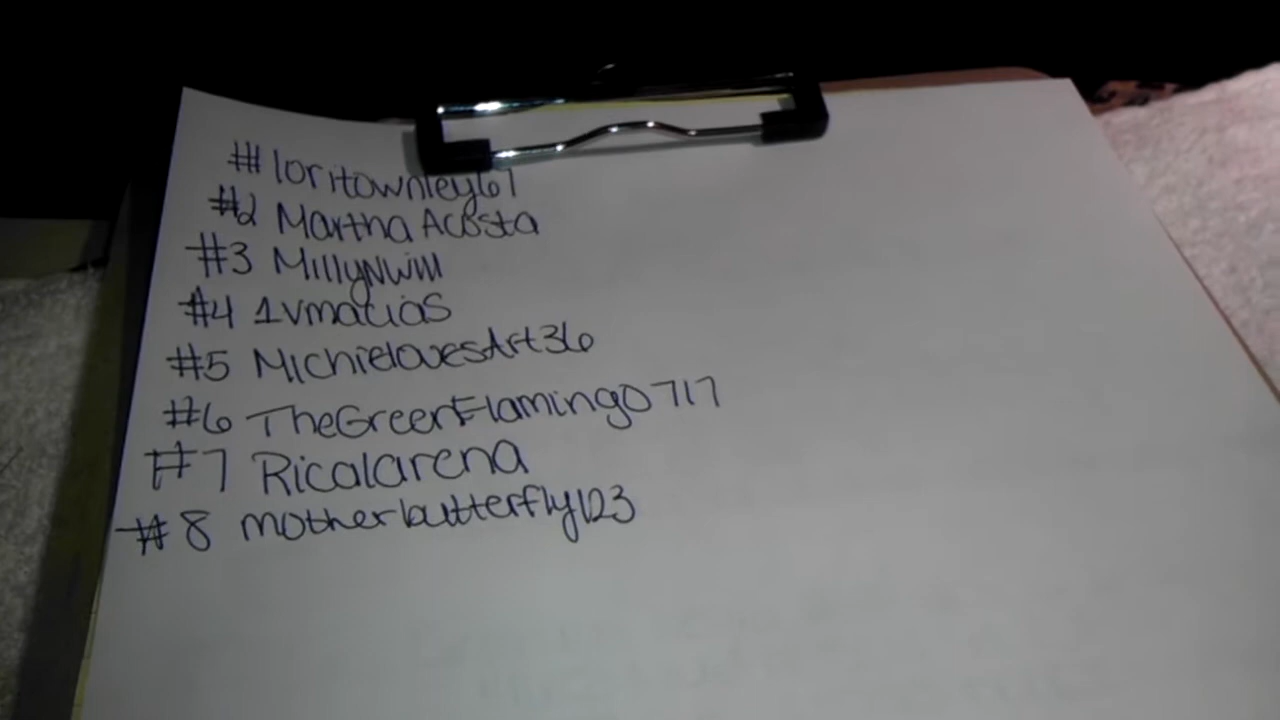 #1 loritownley61
#2 Martha Acosta
#3 MillyNWill
#4 1vmacias
#5 MichielovesArt36
#6 TheGreenFlamingo717
#7 Ricalarena
#8 motherbutterfly123